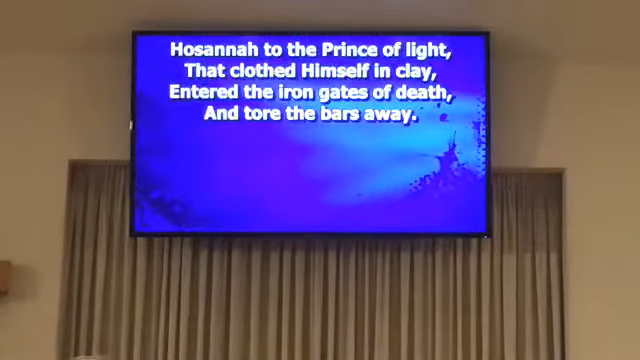 Hosannah to the Prince of light,
That clothed Himself in clay,
Entered the iron gates of death,
And tore the bars away.